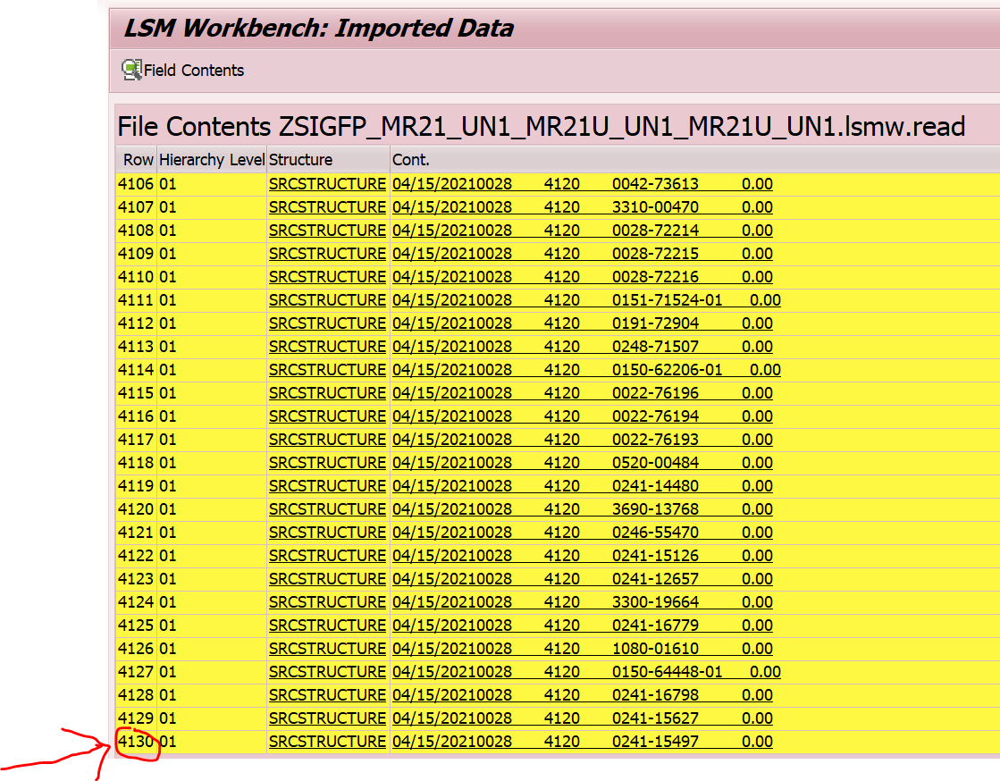 LSM Workbench: Imported Data
Field Contents
File Contents ZSIGFP_MR21_UN1_MR21U_UN1_MR21U_UN1.lsmw.read
Row Hierarchy Level Structure Cont.
4106 01 SRCSTRUCTURE 04/15/20210028 4120 0042-73613 0.00
4107 01 SRCSTRUCTURE 04/15/20210028 4120 3310-00470 0.00
4108 01 SRCSTRUCTURE 04/15/20210028 4120 0028-72214 0.00
4109 01 SRCSTRUCTURE 04/15/20210028 4120 0028-72215 0.00
4110 01 SRCSTRUCTURE 04/15/20210028 4120 0028-72216 0.00
4111 01 SRCSTRUCTURE 04/15/20210028 4120 0151-71524-01 0.00
4112 01 SRCSTRUCTURE 04/15/20210028 4120 0191-72904 0.00
4113 01 SRCSTRUCTURE 04/15/20210028 4120 0248-71507 0.00
4114 01 SRCSTRUCTURE 04/15/20210028 4120 0150-62206-01 0.00
4115 01 SRCSTRUCTURE 04/15/20210028 4120 0022-76196 0.00
4116 01 SRCSTRUCTURE 04/15/20210028 4120 0022-76194 0.00
4117 01 SRCSTRUCTURE 04/15/20210028 4120 0022-76193 0.00
4118 01 SRCSTRUCTURE 04/15/20210028 4120 0520-00484 0.00
4119 01 SRCSTRUCTURE 04/15/20210028 4120 0241-14480 0.00
4120 01 SRCSTRUCTURE 04/15/20210028 4120 3690-13768 0.00
4121 01 SRCSTRUCTURE 04/15/20210028 4120 0246-55470 0.00
4122 01 SRCSTRUCTURE 04/15/20210028 4120 0241-15126 0.00
4123 01 SRCSTRUCTURE 04/15/20210028 4120 0241-12657 0.00
4124 01 SRCSTRUCTURE 04/15/20210028 4120 3300-19664 0.00
4125 01 SRCSTRUCTURE 04/15/20210028 4120 0241-16779 0.00
4126 01 SRCSTRUCTURE 04/15/20210028 4120 1080-01610 0.00
4127 01 SRCSTRUCTURE 04/15/20210028 4120 0150-64448-01 0.00
4128 01 SRCSTRUCTURE 04/15/20210028 4120 0241-16798 0.00
4129 01 SRCSTRUCTURE 04/15/20210028 4120 0241-15627 0.00
4130 01 SRCSTRUCTURE 04/15/20210028 4120 0241-15497 0.00